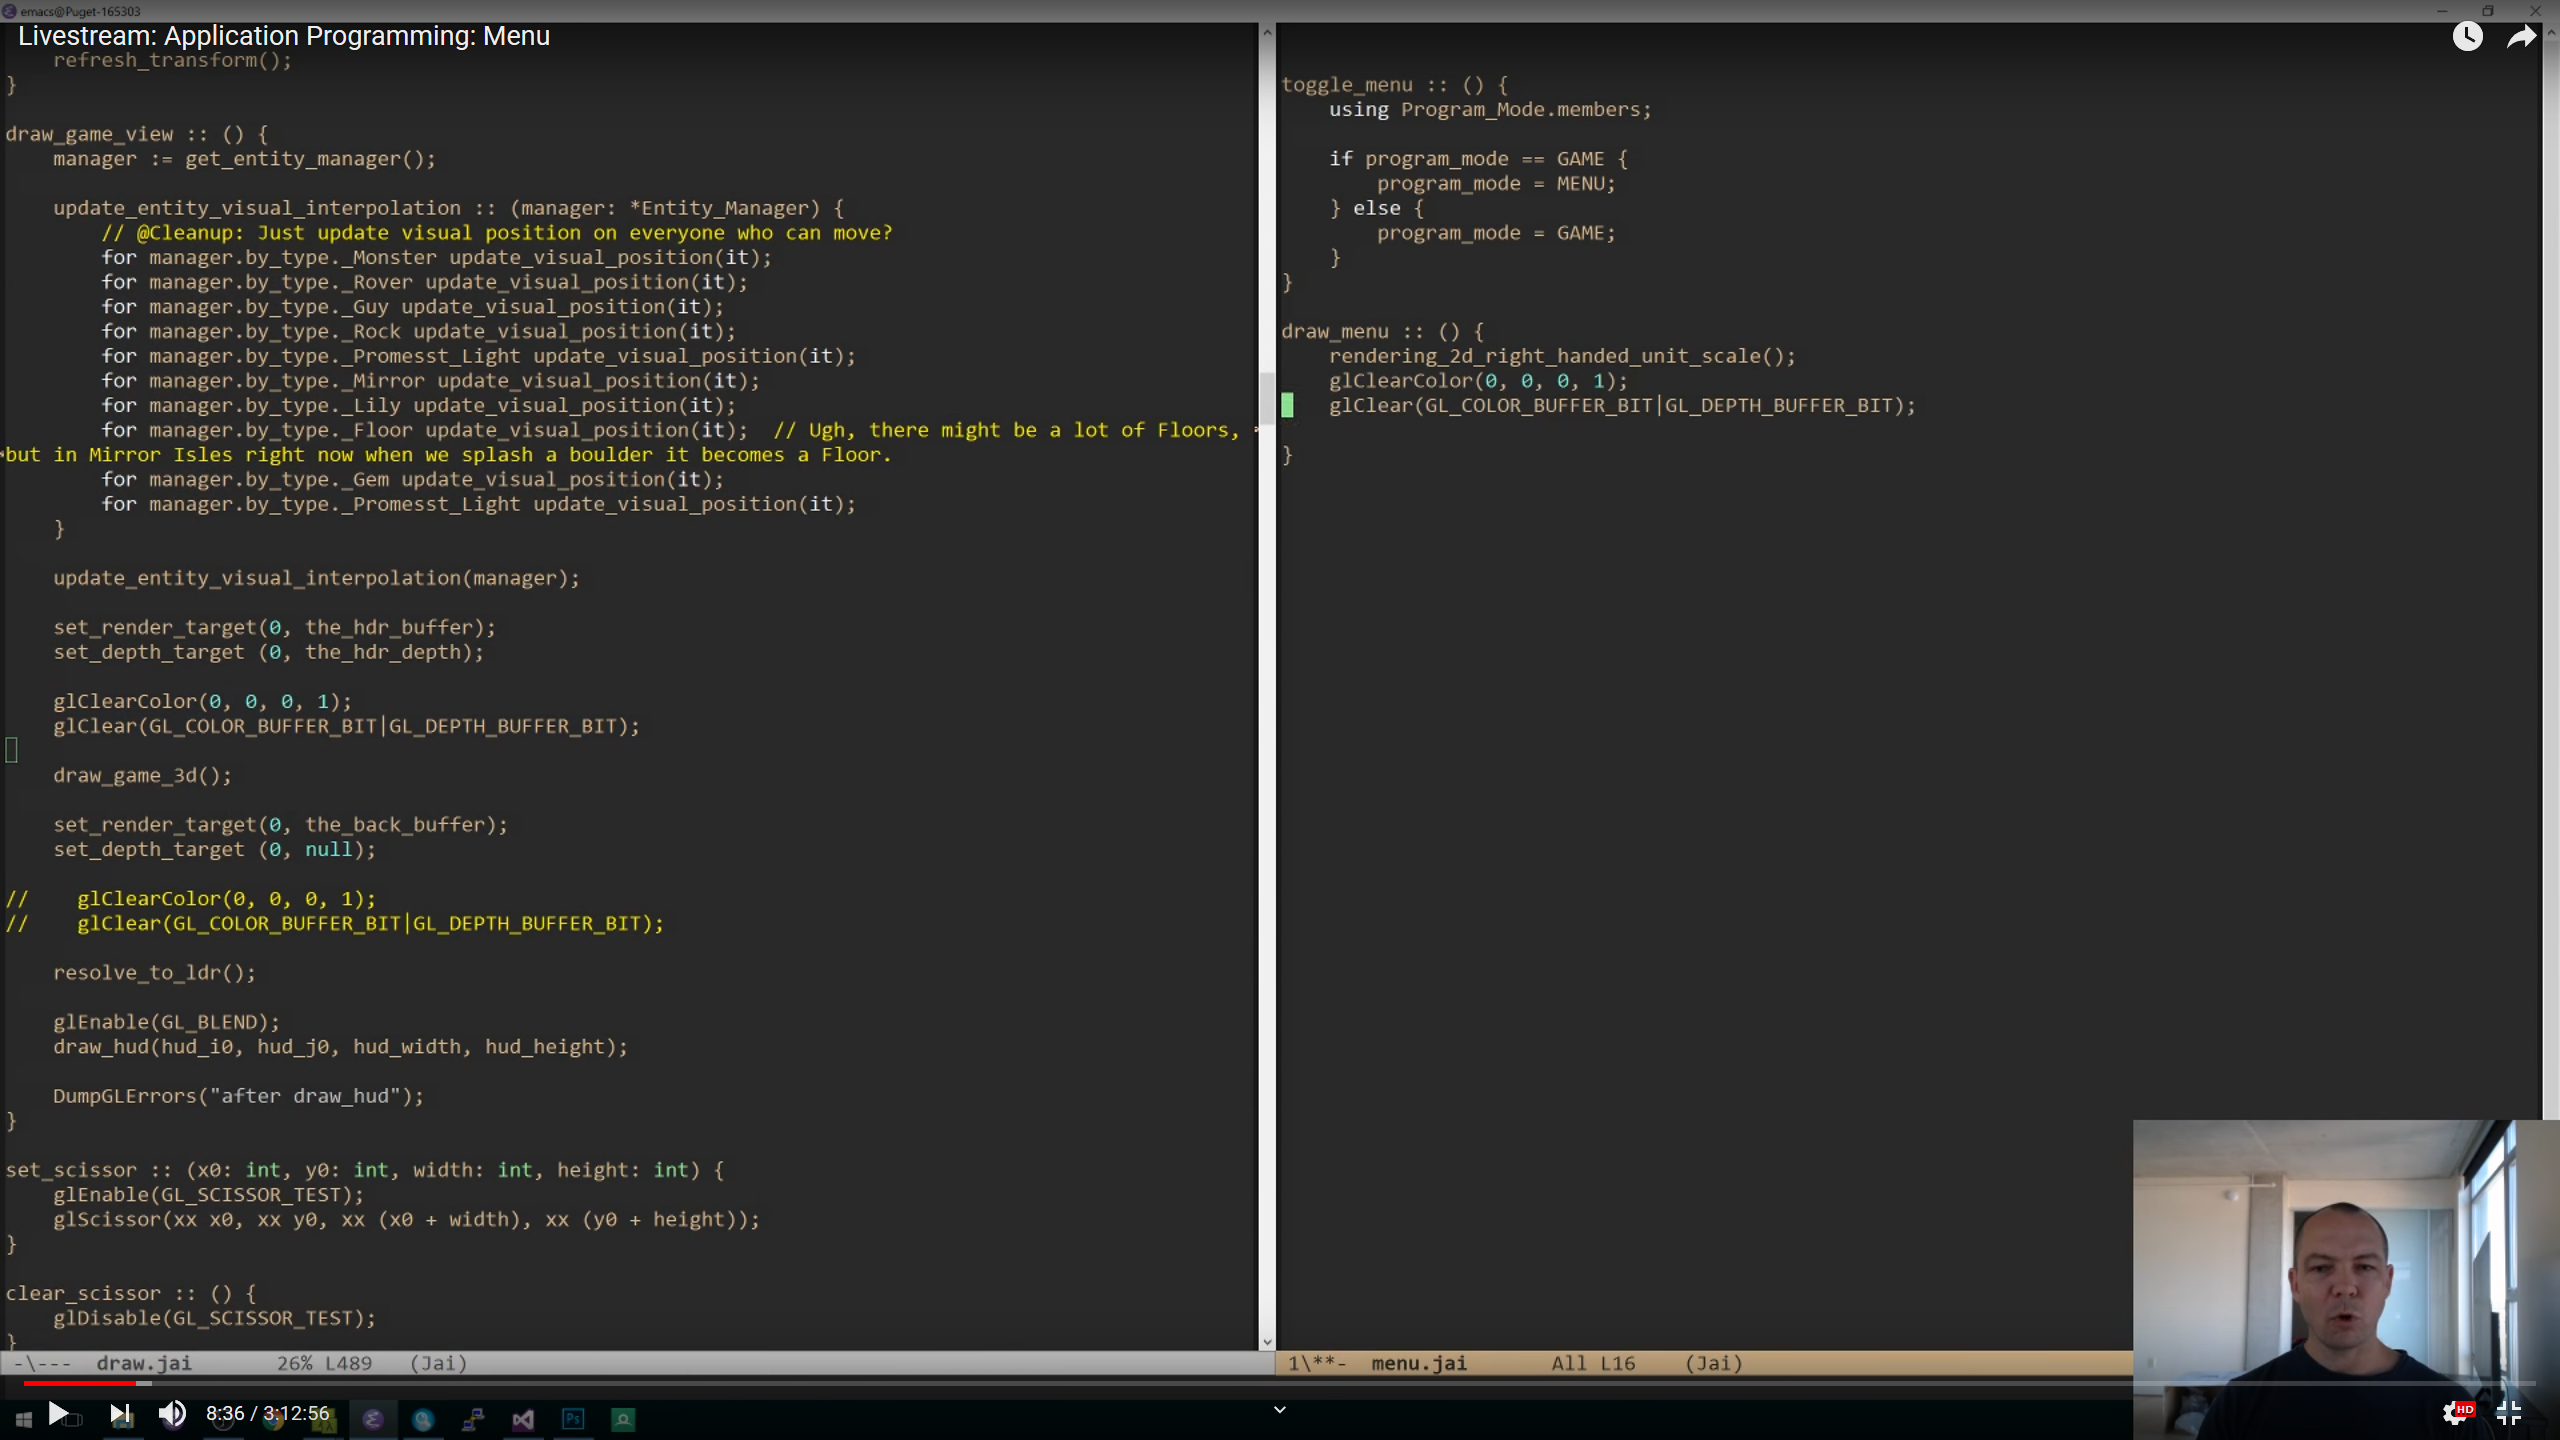 emacs@Puget-165303
Livestream: Application Programming: Menu
refresh_transform();
}
draw_game_view :: () {
manager := get_entity_manager();
update_entity_visual_interpolation :: (manager: *Entity_Manager) {
// @Cleanup: Just update visual position on everyone who can move?
for manager.by_type._Monster update_visual_position(it);
for manager.by_type._Rover update_visual_position(it);
for manager.by_type._Guy update_visual_position(it);
for manager.by_type._Rock update_visual_position(it);
for manager.by_type._Promesst_Light update_visual_position(it);
for manager.by_type._Mirror update_visual_position(it);
for manager.by_type._Lily update_visual_position(it);
for manager.by_type._Floor update_visual_position(it);  // Ugh, there might be a lot of Floors,
but in Mirror Isles right now when we splash a boulder it becomes a Floor.
for manager.by_type._Gem update_visual_position(it);
for manager.by_type._Promesst_Light update_visual_position(it);
}
update_entity_visual_interpolation(manager);
set_render_target(0, the_hdr_buffer);
set_depth_target (0, the_hdr_depth);
glClearColor(0, 0, 0, 1);
glClear(GL_COLOR_BUFFER_BIT|GL_DEPTH_BUFFER_BIT);
draw_game_3d();
set_render_target(0, the_back_buffer);
set_depth_target (0, null);
//    glClearColor(0, 0, 0, 1);
//    glClear(GL_COLOR_BUFFER_BIT|GL_DEPTH_BUFFER_BIT);
resolve_to_ldr();
glEnable(GL_BLEND);
draw_hud(hud_i0, hud_j0, hud_width, hud_height);
DumpGLErrors("after draw_hud");
}
set_scissor :: (x0: int, y0: int, width: int, height: int) {
glEnable(GL_SCISSOR_TEST);
glScissor(xx x0, xx y0, xx (x0 + width), xx (y0 + height));
}
clear_scissor :: () {
glDisable(GL_SCISSOR_TEST);
}
-\---  draw.jai       26% L489   (Jai)
toggle_menu :: () {
using Program_Mode.members;
if program_mode == GAME {
program_mode = MENU;
} else {
program_mode = GAME;
}
}
draw_menu :: () {
rendering_2d_right_handed_unit_scale();
glClearColor(0, 0, 0, 1);
glClear(GL_COLOR_BUFFER_BIT|GL_DEPTH_BUFFER_BIT);
}
1\**-  menu.jai       All L16    (Jai)
8:36 / 3:12:56
Ps
HD